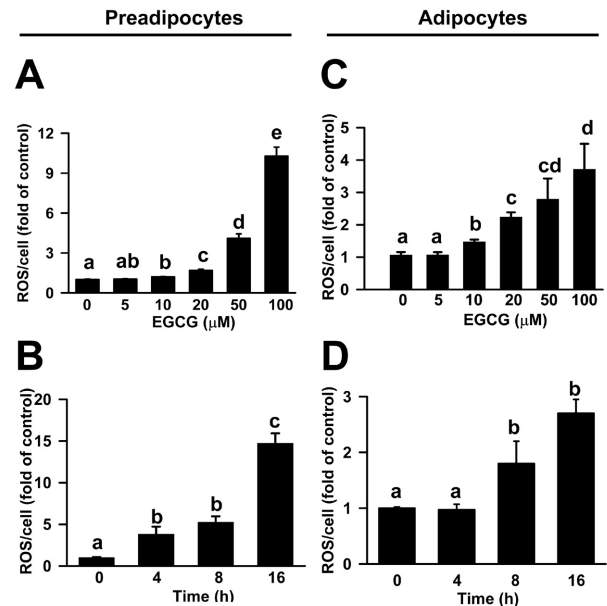 Preadipocytes
Adipocytes
A
ROS/cell (fold of control)
12
9
6
3
0
a
ab
b
c
d
e
0 5 10 20 50 100
EGCG (μM)
C
ROS/cell (fold of control)
5
4
3
2
1
0
a
a
b
c
cd
d
0 5 10 20 50 100
EGCG (μM)
B
ROS/cell (fold of control)
20
15
10
5
0
a
b
b
c
0 4 8 16
Time (h)
D
ROS/cell (fold of control)
3
2
1
0
a
a
b
b
0 4 8 16
Time (h)